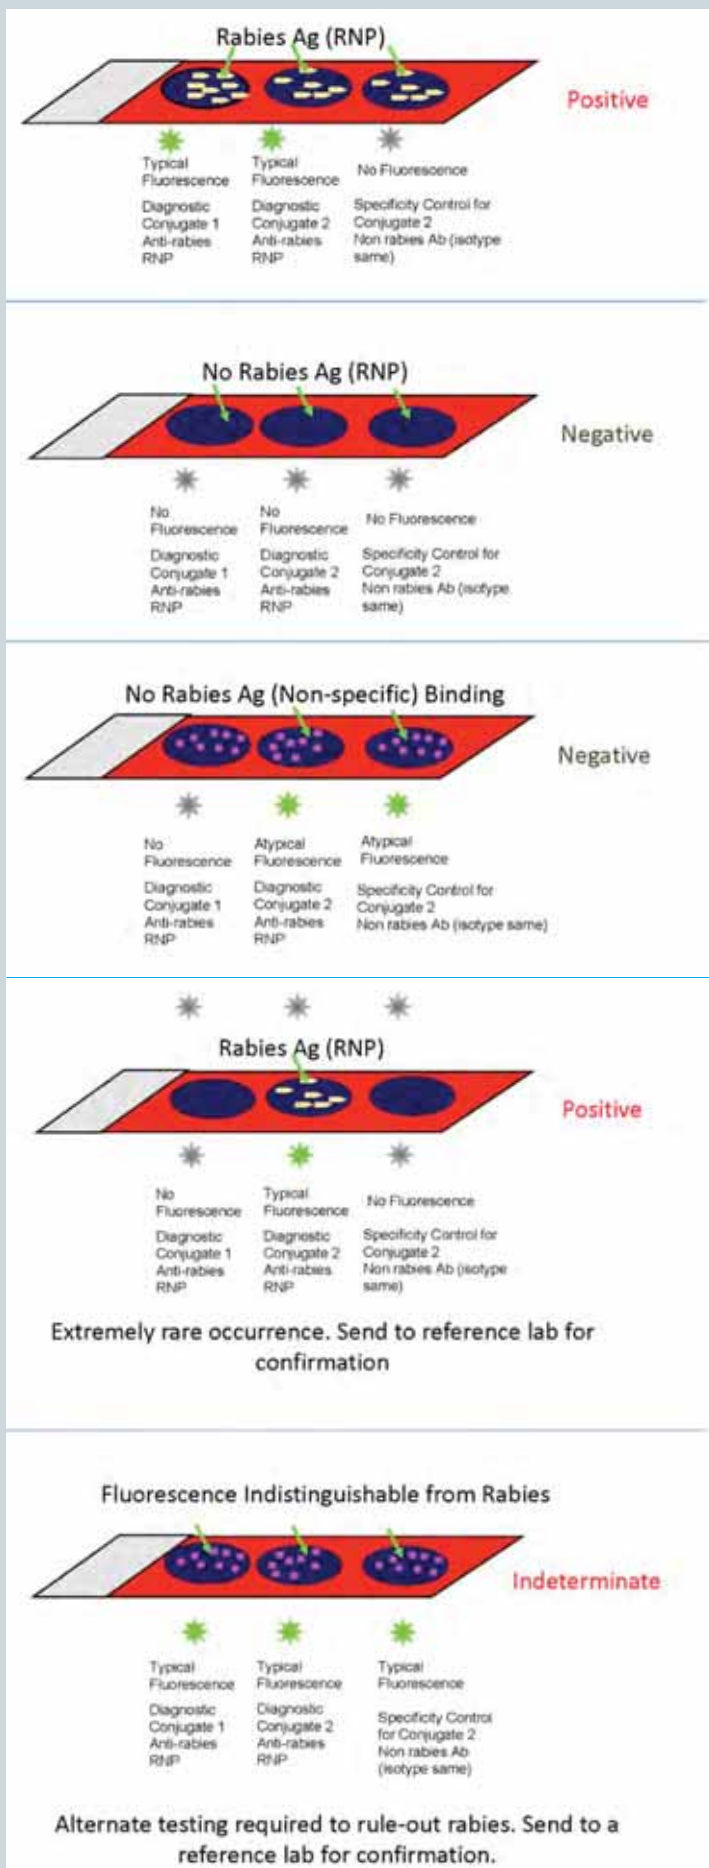 Rabies Ag (RNP)
Positive
Typical
Fluorescence
Diagnostic
Conjugate 1
Anti-rabies
RNP
Typical
Fluorescence
Diagnostic
Conjugate 2
Anti-rabies
RNP
No Fluorescence
Specificity Control for
Conjugate 2
Non rabies Ab (isotype
same)
No Rabies Ag (RNP)
Negative
No
Fluorescence
Diagnostic
Conjugate 1
Anti-rabies
RNP
No
Fluorescence
Diagnostic
Conjugate 2
Anti-rabies
RNP
No Fluorescence
Specificity Control for
Conjugate 2
Non rabies Ab (isotype
same)
No Rabies Ag (Non-specific) Binding
Negative
No
Fluorescence
Diagnostic
Conjugate 1
Anti-rabies
RNP
Atypical
Fluorescence
Diagnostic
Conjugate 2
Anti-rabies
RNP
Atypical
Fluorescence
Specificity Control for
Conjugate 2
Non rabies Ab (isotype same)
Rabies Ag (RNP)
Positive
No
Fluorescence
Diagnostic
Conjugate 1
Anti-rabies
RNP
Typical
Fluorescence
Diagnostic
Conjugate 2
Anti-rabies
RNP
No Fluorescence
Specificity Control for
Conjugate 2
Non rabies Ab (isotype
same)
Extremely rare occurrence. Send to reference lab for
confirmation
Fluorescence Indistinguishable from Rabies
Indeterminate
Typical
Fluorescence
Diagnostic
Conjugate 1
Anti-rabies
RNP
Typical
Fluorescence
Diagnostic
Conjugate 2
Anti-rabies
RNP
Typical
Fluorescence
Specificity Control
for Conjugate 2
Non rabies Ab
(isotype same)
Alternate testing required to rule-out rabies. Send to a
reference lab for confirmation.